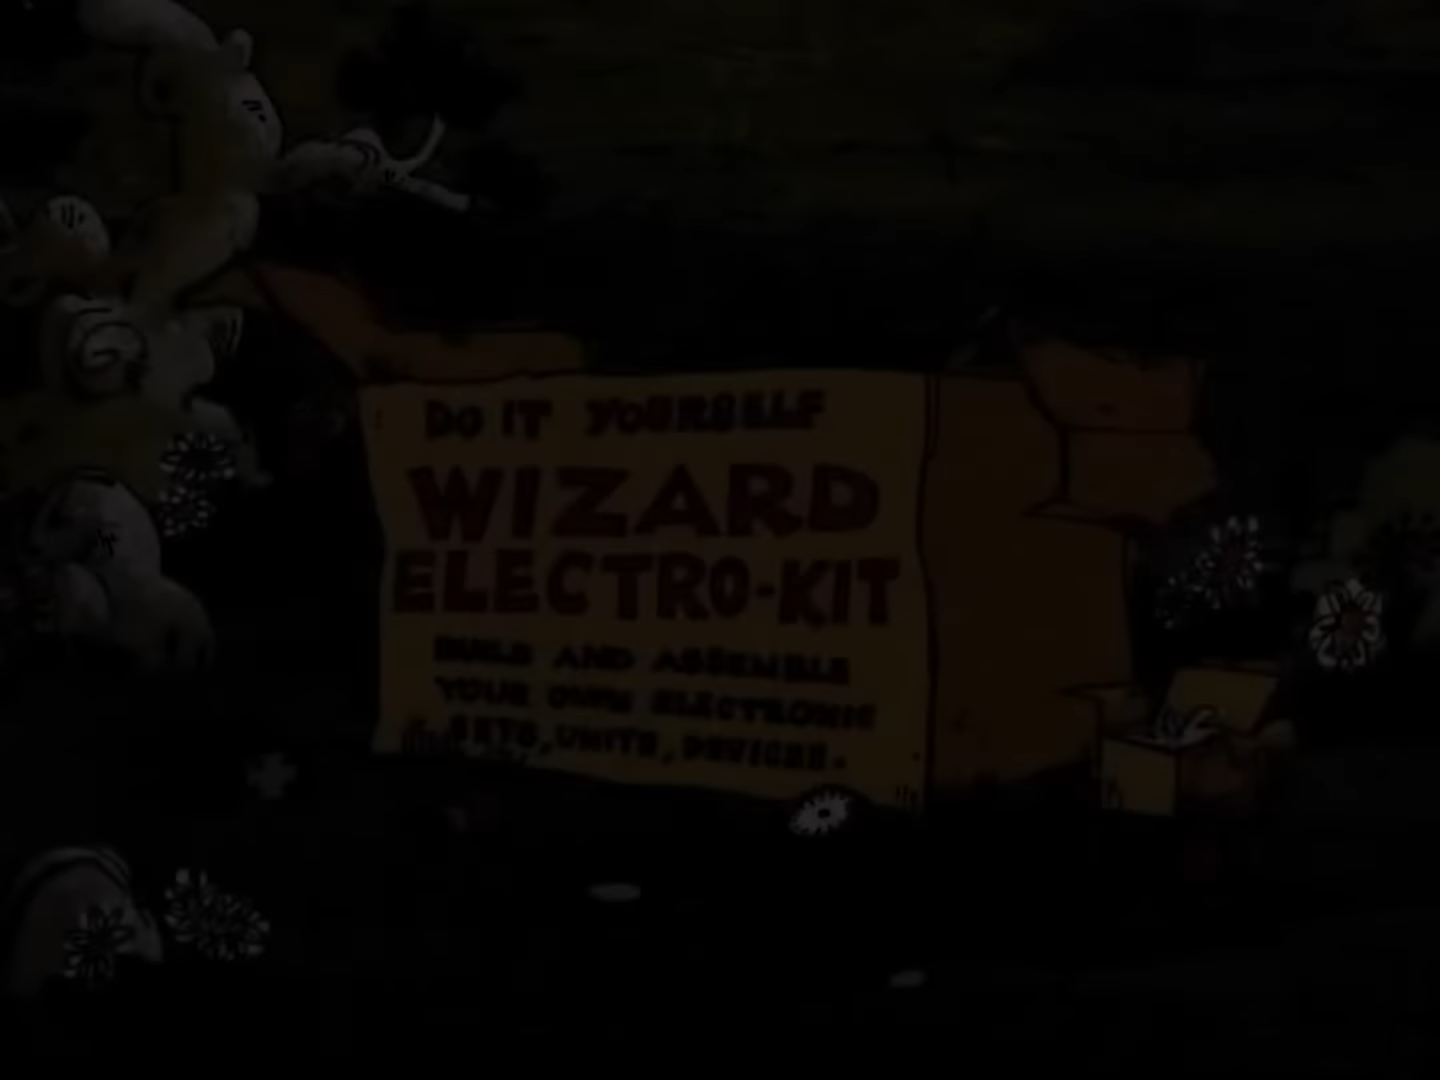 DO IT YOURSELF
WIZARD
ELECTRO-KIT
BUILD AND ASSEMBLE
YOUR OWN ELECTRONIC
SETS, UNITS, DEVICES.